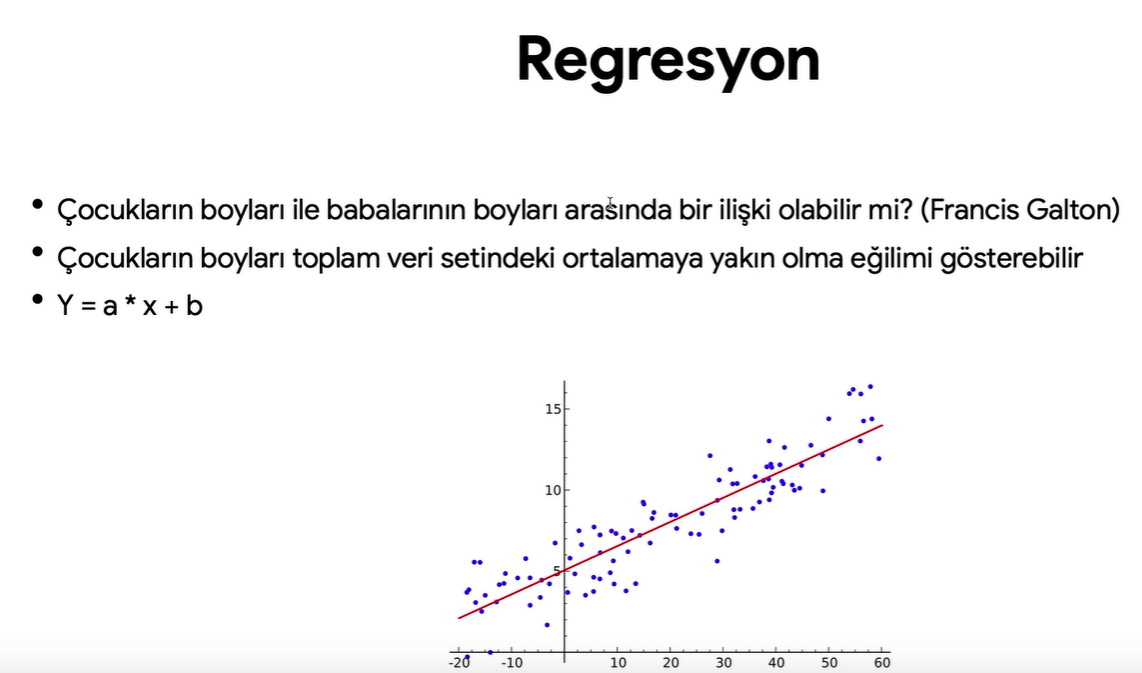 Regresyon
• Çocukların boyları ile babalarının boyları arasında bir ilişki olabilir mi? (Francis Galton)
• Çocukların boyları toplam veri setindeki ortalamaya yakın olma eğilimi gösterebilir
• Y = a * x + b
15
10
5
-20 -10 10 20 30 40 50 60